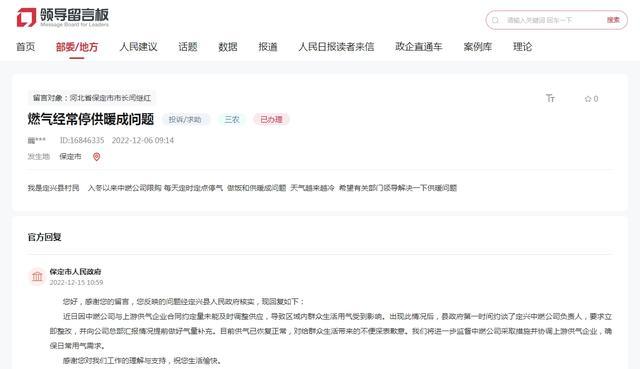 领导留言板
Message Board for Leaders
请输入关键词 回车一下
搜索
首页 部委/地方 人民建议 话题 数据 报道 人民日报读者来信 政企直通车 案例库 理论
留言对象：河北省保定市市长闫继红
TT ☆ 0
燃气经常停供暖成问题 投诉/求助 三农 已办理
ID:16846335 2022-12-06 09:14
发生地 保定市
我是定兴县村民 入冬以来中燃公司限购 每天定时定点停气 做饭和供暖成问题 天气越来越冷 希望有关部门领导解决一下供暖问题
官方回复
保定市人民政府
2022-12-15 10:59
您好，感谢您的留言，您反映的问题经定兴县人民政府核实，现回复如下：
近日因中燃公司与上游供气企业合同约定量未能及时调整供应，导致区域内群众生活用气受到影响。出现此情况后，县政府第一时间约谈了定兴中燃公司负责人，要求立
即整改，并向公司总部汇报情况提前做好气量补充。目前供气已恢复正常，对给群众生活带来的不便深表歉意。我们将进一步监督中燃公司采取措施并协调上游供气企业，确
保日常用气需求。
感谢您对我们工作的理解与支持，祝您生活愉快。